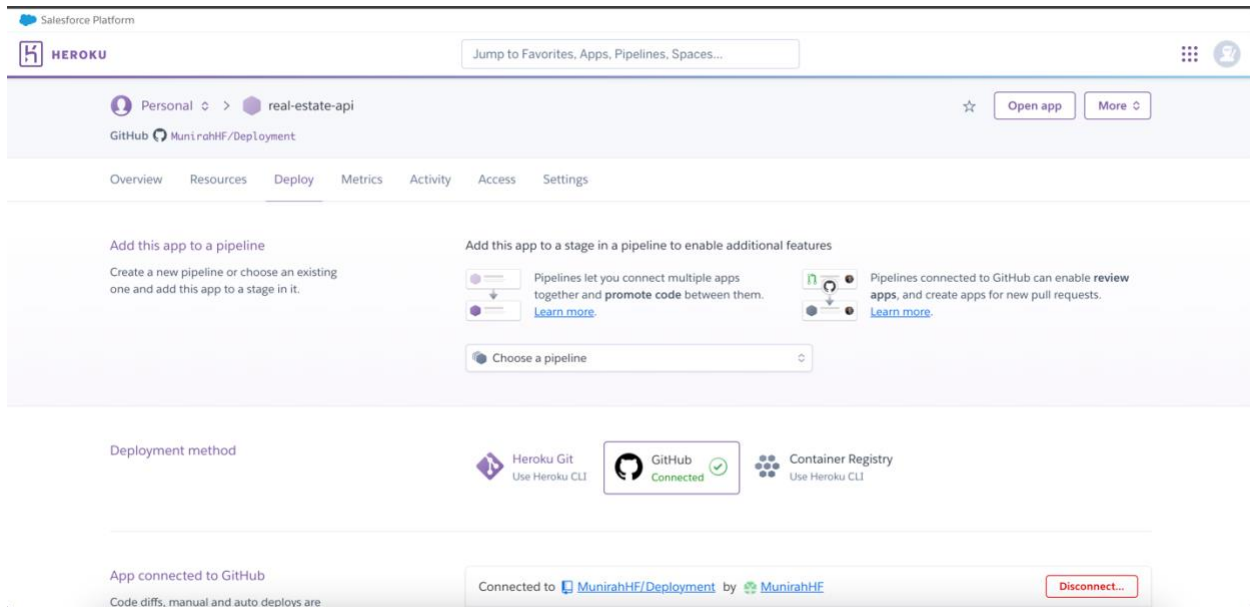 Salesforce Platform
HEROKU
Jump to Favorites, Apps, Pipelines, Spaces...
Personal > real-estate-api
Open app
More
GitHub MunirahHF/Deployment
Overview Resources Deploy Metrics Activity Access Settings
Add this app to a pipeline
Create a new pipeline or choose an existing
one and add this app to a stage in it.
Add this app to a stage in a pipeline to enable additional features
Pipelines let you connect multiple apps
together and promote code between them.
Learn more.
Pipelines connected to GitHub can enable review
apps, and create apps for new pull requests.
Learn more.
Choose a pipeline
Deployment method
Heroku Git
Use Heroku CLI
GitHub
Connected
Container Registry
Use Heroku CLI
App connected to GitHub
Code diffs, manual and auto deploys are
Connected to MunirahHF/Deployment by MunirahHF
Disconnect...